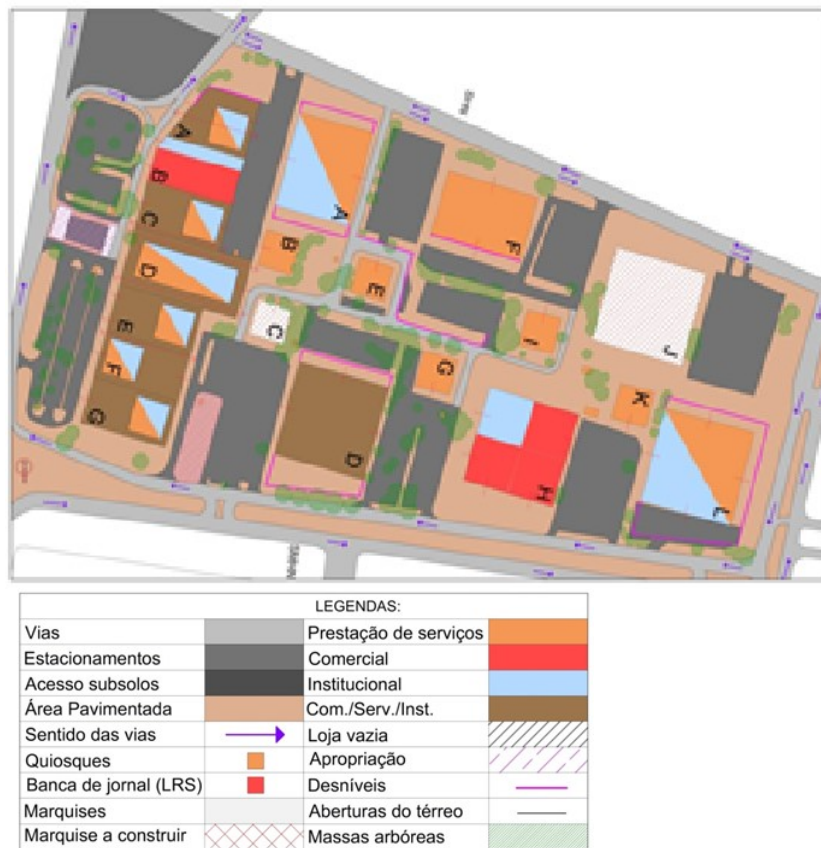 A
B
C
D
E
F
G
A
B
C
D
E
F
G
H
I
J
K
L
LEGENDAS:
Vias
Prestação de serviços
Estacionamentos
Comercial
Acesso subsolos
Institucional
Área Pavimentada
Com./Serv./Inst.
Sentido das vias
Loja vazia
Quiosques
Apropriação
Banca de jornal (LRS)
Desníveis
Marquises
Aberturas do térreo
Marquise a construir
Massas arbóreas